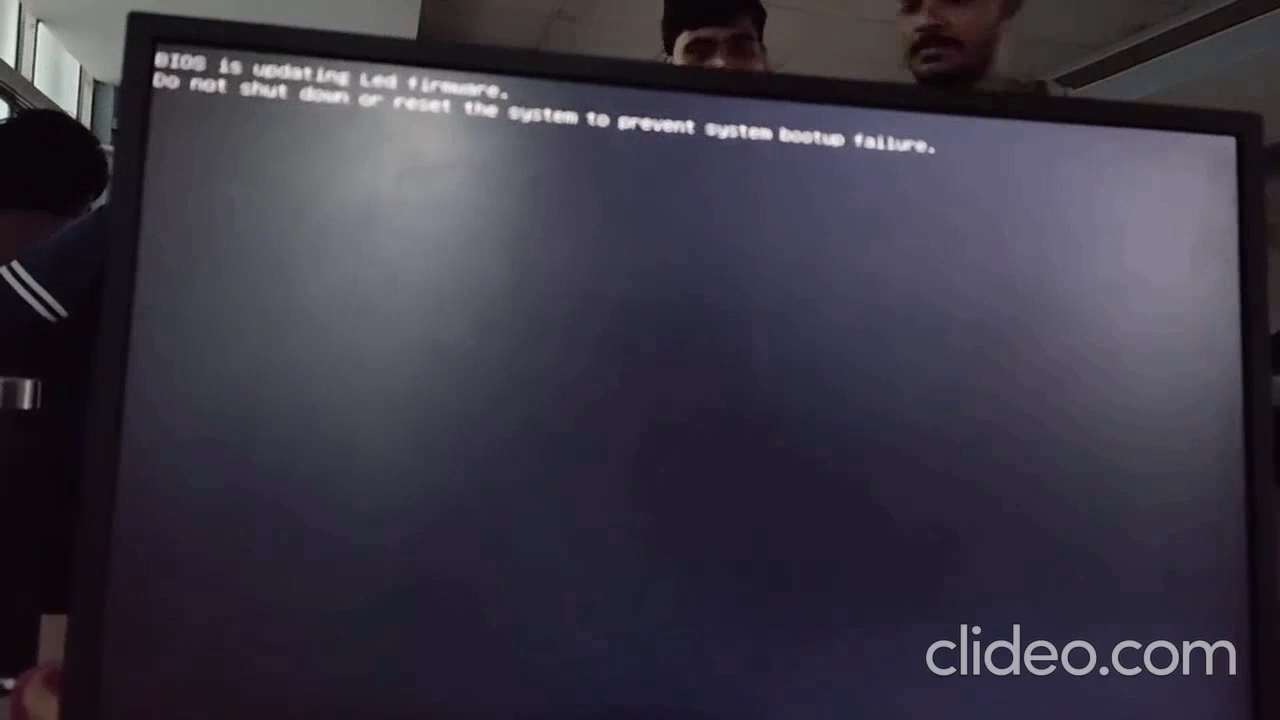 BIOS is updating Led firmware.
Do not shut down or reset the system to prevent system bootup failure.
clideo.com